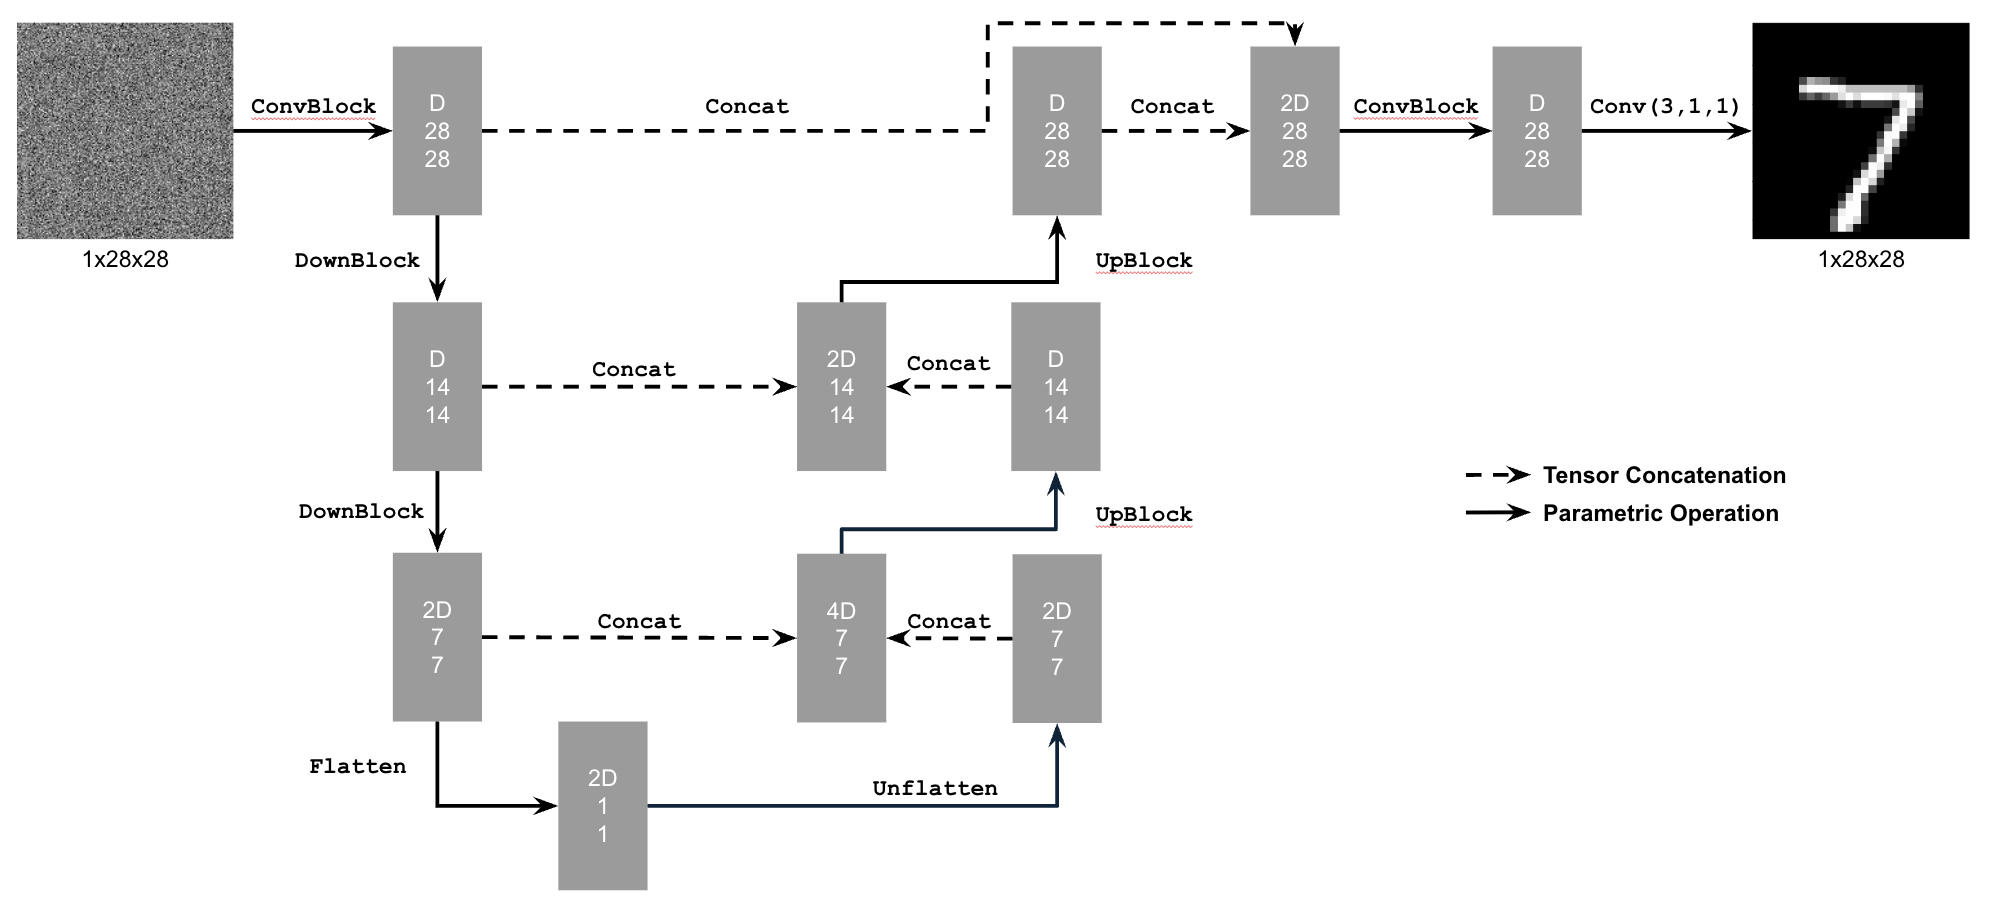 ConvBlock
D
28
28
Concat
D
28
28
Concat
2D
28
28
ConvBlock
D
28
28
Conv(3,1,1)
1x28x28
1x28x28
DownBlock
UpBlock
D
14
14
Concat
2D
14
14
Concat
D
14
14
DownBlock
UpBlock
Tensor Concatenation
Parametric Operation
2D
7
7
Concat
4D
7
7
Concat
2D
7
7
Flatten
2D
1
1
Unflatten
7